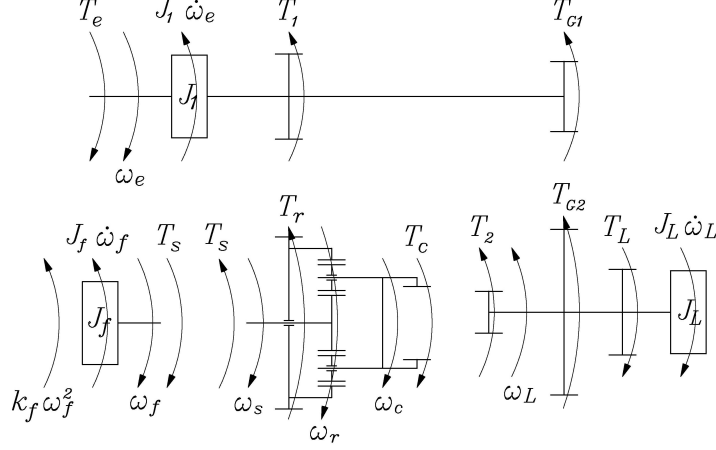 T_e J_1 ω̇_e T_1 T_{G1}
J_1
ω_e
T_{G2}
T_r
J_f ω̇_f T_s T_s T_c T_2 T_L J_L ω̇_L
J_f J_L
k_f ω_f^2 ω_f ω_s ω_c ω_L
ω_r